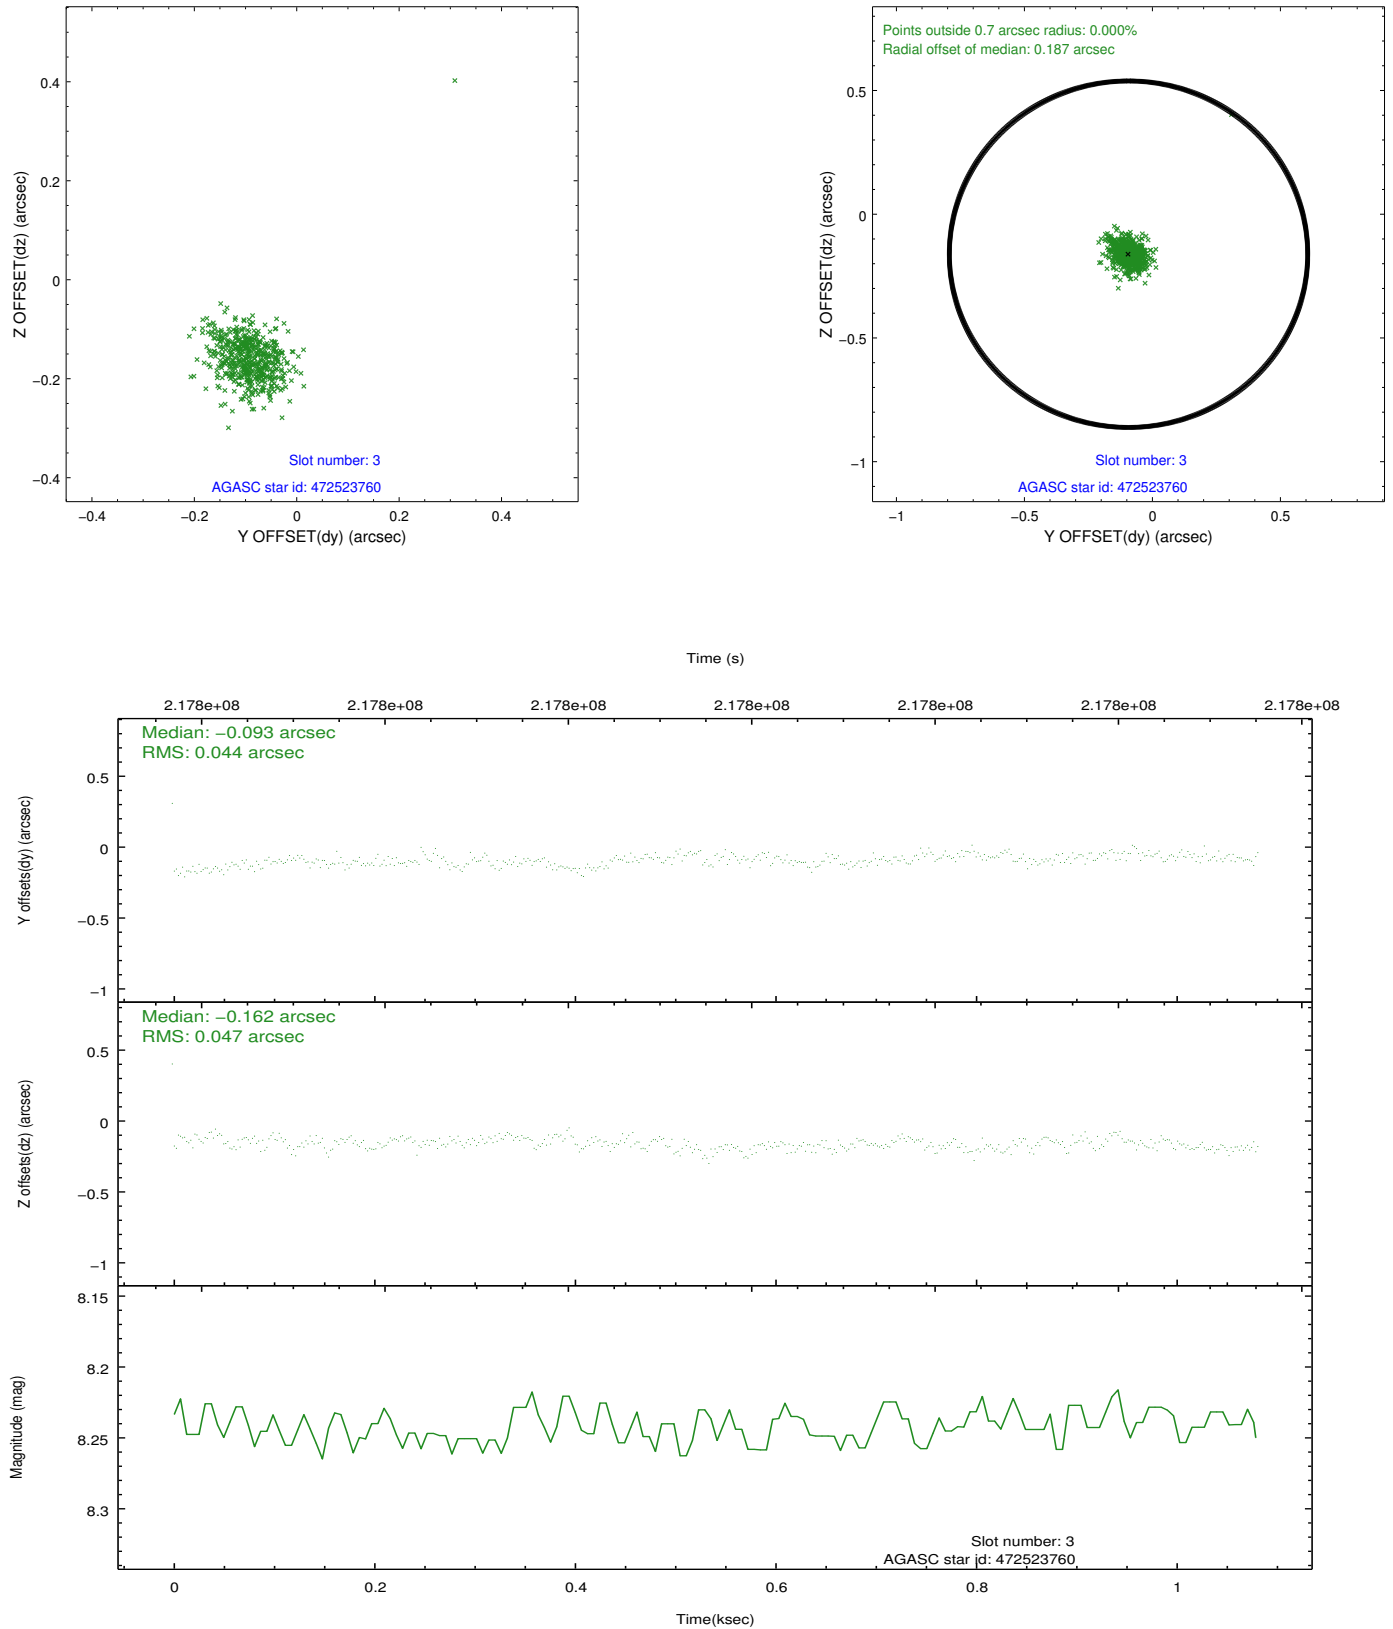 0.4
0.2
0
−0.2
−0.4
−0.4
−0.2
0
0.2
0.4
Z OFFSET(dz) (arcsec)
Y OFFSET(dy) (arcsec)
Slot number: 3
AGASC star id: 472523760
Points outside 0.7 arcsec radius: 0.000%
Radial offset of median: 0.187 arcsec
0.5
0
−0.5
−1
−1
−0.5
0
0.5
Z OFFSET(dz) (arcsec)
Y OFFSET(dy) (arcsec)
Slot number: 3
AGASC star id: 472523760
Time (s)
2.178e+08 2.178e+08 2.178e+08 2.178e+08 2.178e+08 2.178e+08 2.178e+08
Median: −0.093 arcsec
RMS: 0.044 arcsec
0.5
0
−0.5
−1
Y offsets(dy) (arcsec)
Median: −0.162 arcsec
RMS: 0.047 arcsec
0.5
0
−0.5
−1
Z offsets(dz) (arcsec)
8.15
8.2
8.25
8.3
Magnitude (mag)
Slot number: 3
AGASC star id: 472523760
0 0.2 0.4 0.6 0.8 1
Time(ksec)